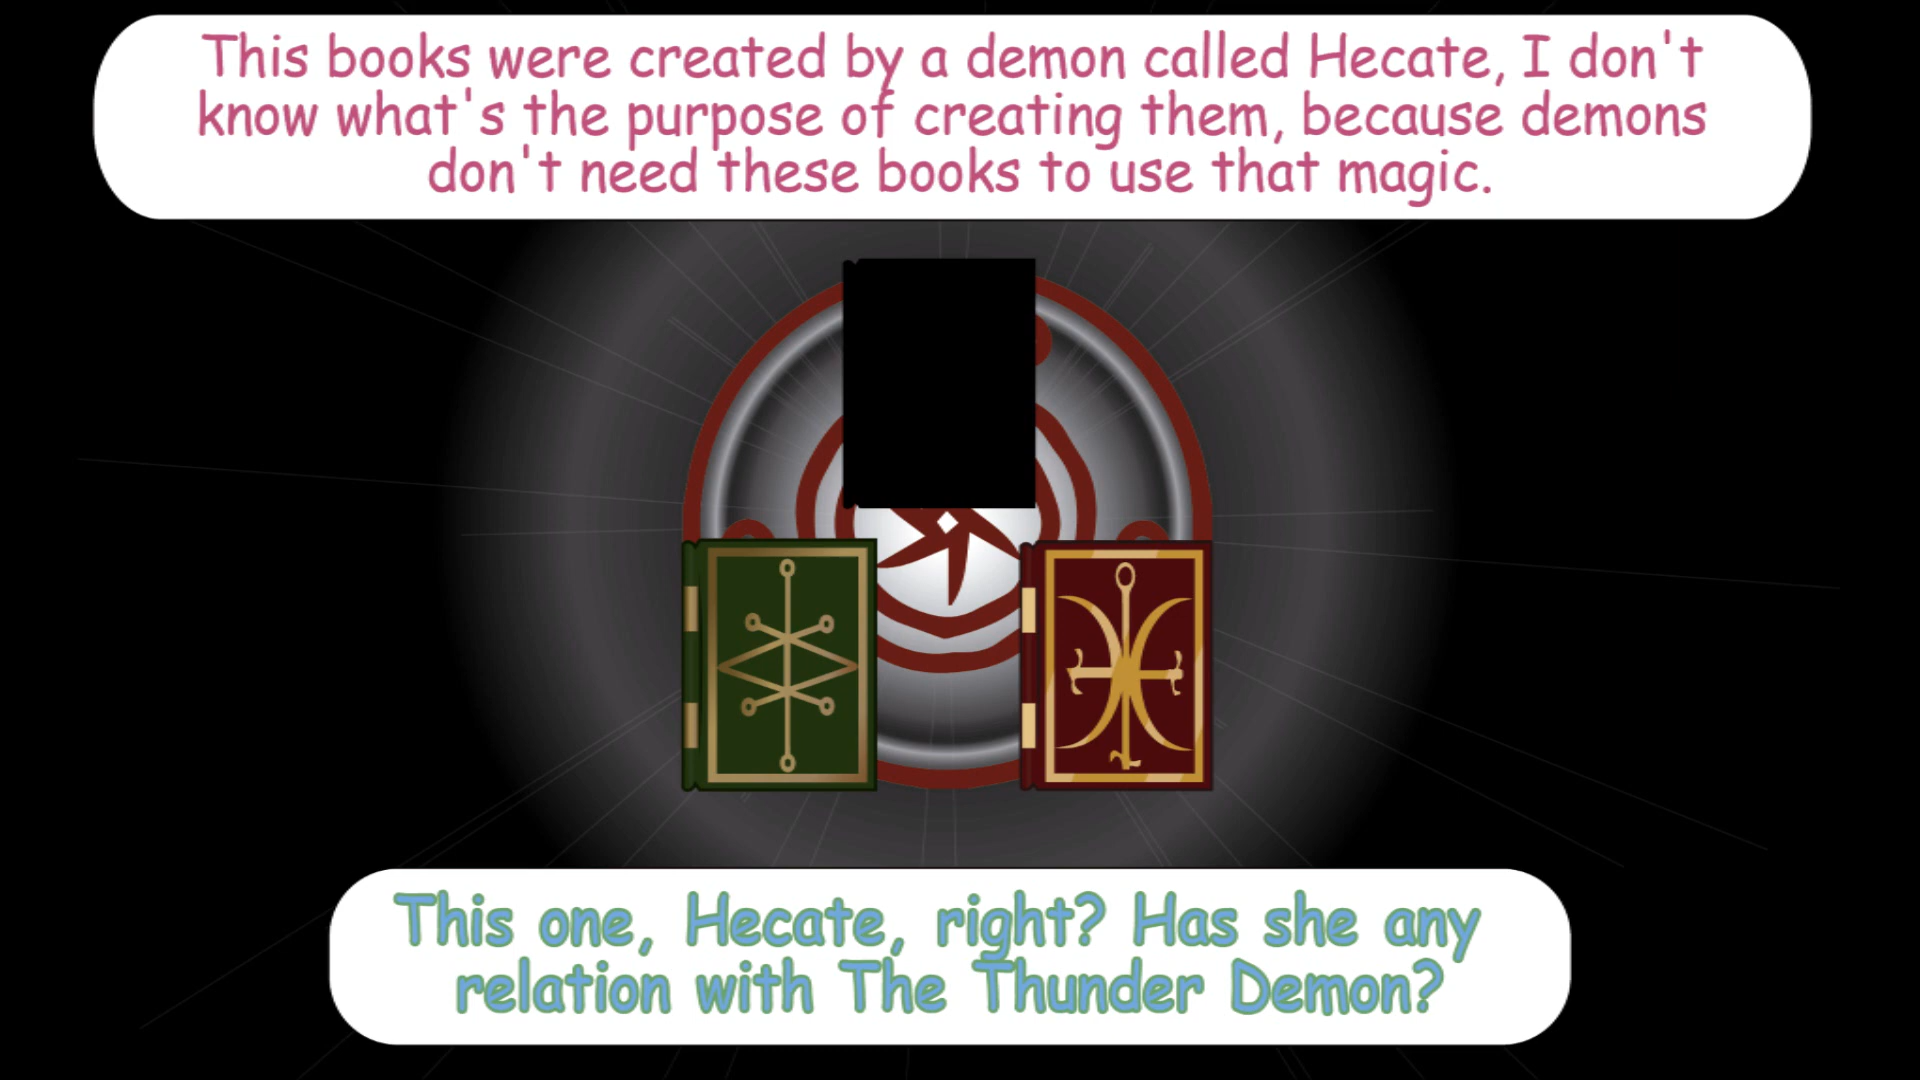 This books were created by a demon called Hecate, I don't
know what's the purpose of creating them, because demons
don't need these books to use that magic.
This one, Hecate, right? Has she any
relation with The Thunder Demon?